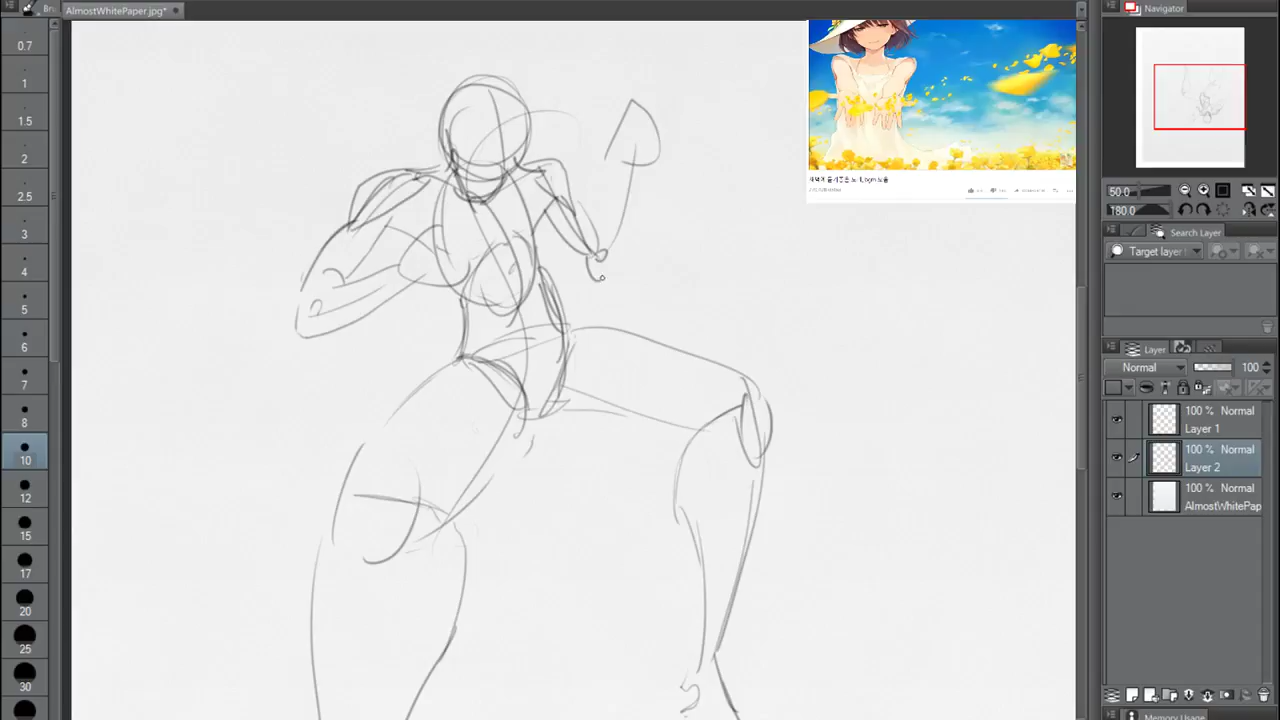 Bru
AlmostWhitePaper.jpg*
Navigator
0.7
1
1.5
2
2.5
3
4
5
6
7
8
10
12
15
17
20
25
30
50.0
180.0
Search Layer
Target layer
Layer
Normal
100
100 % Normal
Layer 1
100 % Normal
Layer 2
100 % Normal
AlmostWhitePap
Memory Usage